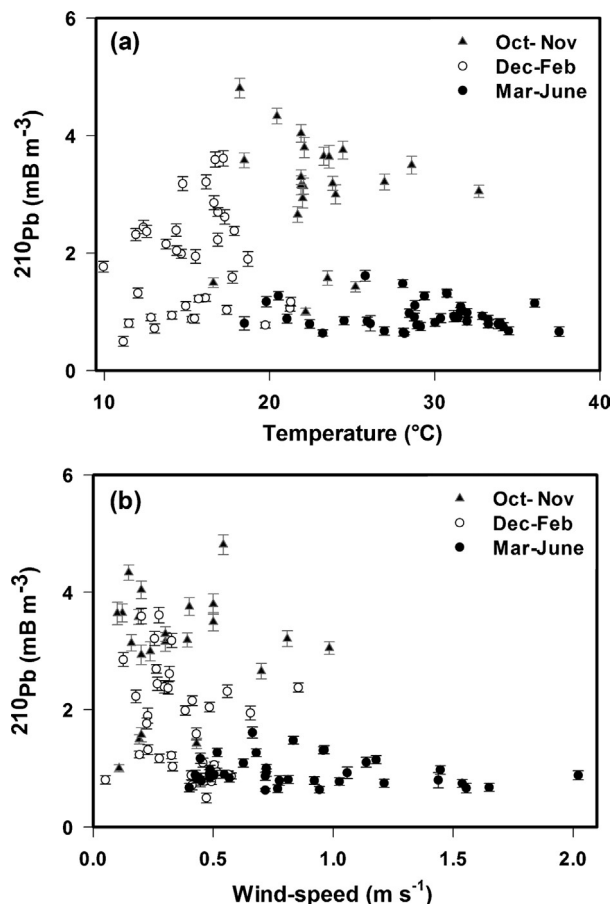 (a)
Oct- Nov
Dec-Feb
Mar-June
6
4
2
0
210Pb (mB m-3)
10 20 30 40
Temperature (°C)
(b)
Oct- Nov
Dec-Feb
Mar-June
6
4
2
0
210Pb (mB m-3)
0.0 0.5 1.0 1.5 2.0
Wind-speed (m s-1)